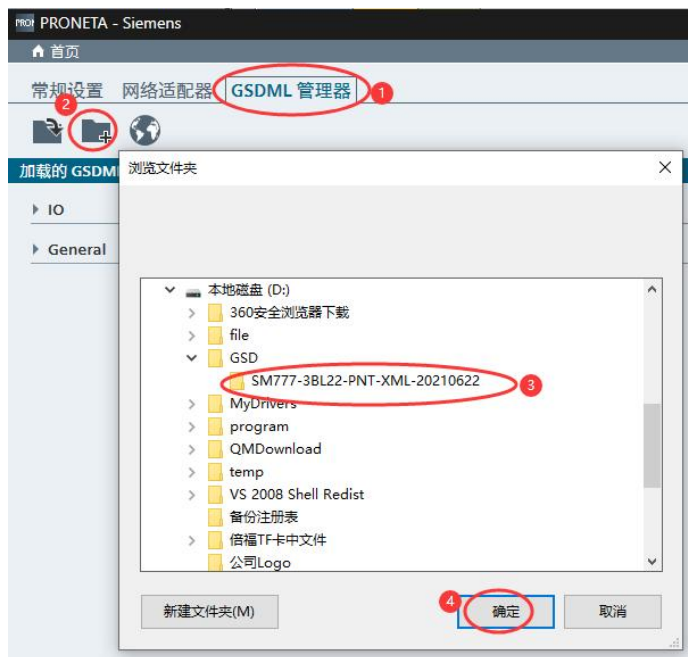 PRONETA - Siemens
首页
常规设置 网络适配器 GSDML 管理器 1
2
加载的 GSDM
浏览文件夹
IO
General
本地磁盘 (D:)
360安全浏览器下载
file
GSD
SM777-3BL22-PNT-XML-20210622 3
MyDrivers
program
QMDownload
temp
VS 2008 Shell Redist
备份注册表
倍福TF卡中文件
公司Logo
新建文件夹(M) 4 确定 取消